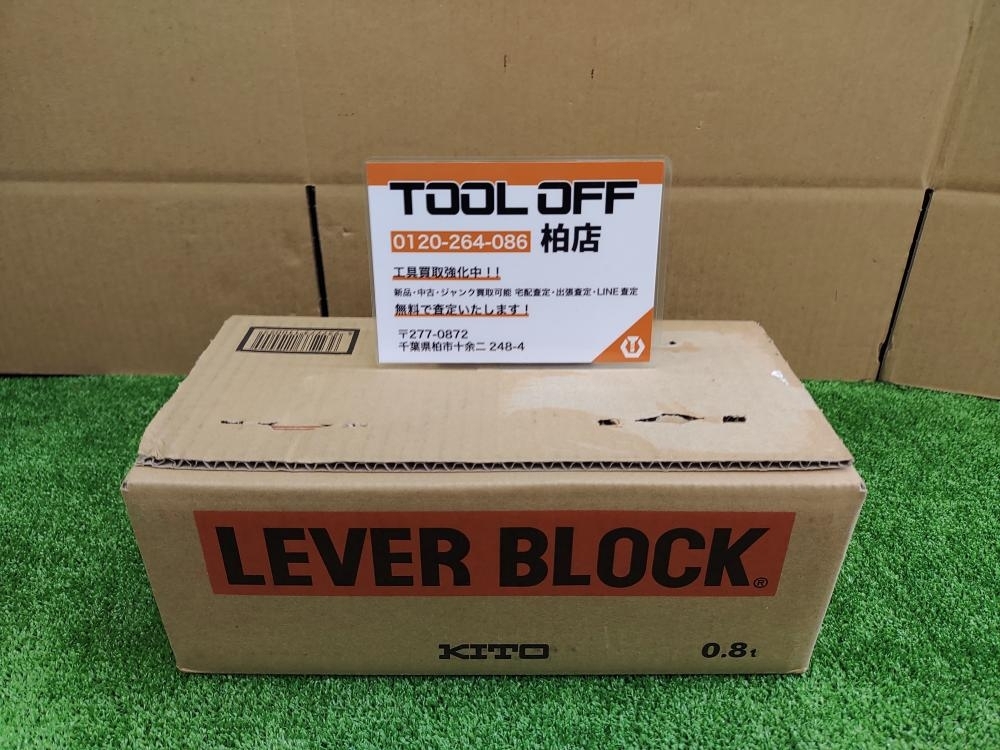 TOOL OFF
0120-264-086 柏店
工具買取強化中!!
新品・中古・ジャンク買取可能 宅配査定・出張査定・LINE査定
無料で査定いたします!
〒277-0872
千葉県柏市十余二 248-4
LEVER BLOCK®
KITO 0.8t